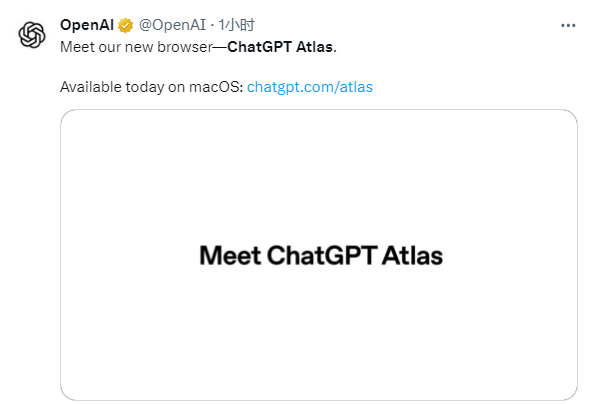 OpenAI @OpenAI · 1小时
Meet our new browser—ChatGPT Atlas.
Available today on macOS: chatgpt.com/atlas
Meet ChatGPT Atlas